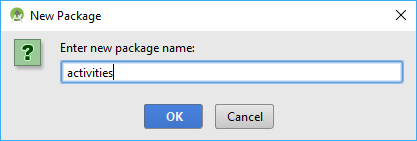 New Package
Enter new package name:
activities
OK
Cancel